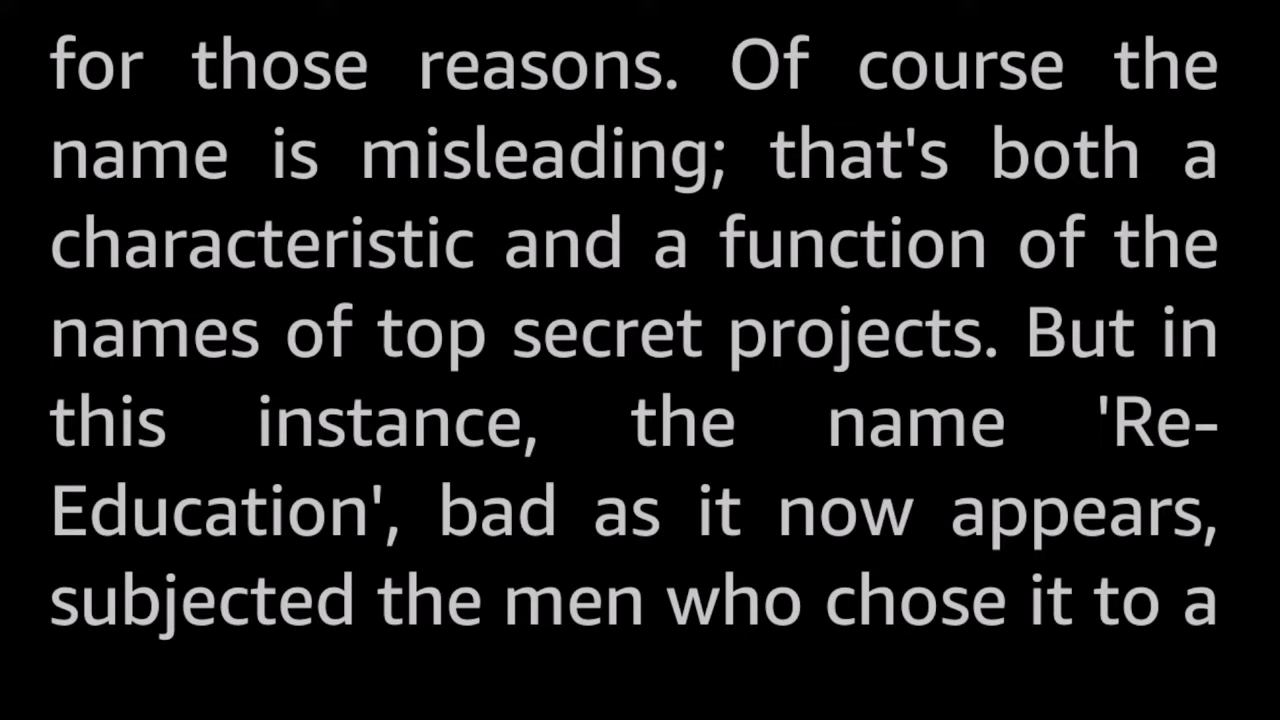 for those reasons. Of course the
name is misleading; that's both a
characteristic and a function of the
names of top secret projects. But in
this instance, the name 'Re-
Education', bad as it now appears,
subjected the men who chose it to a